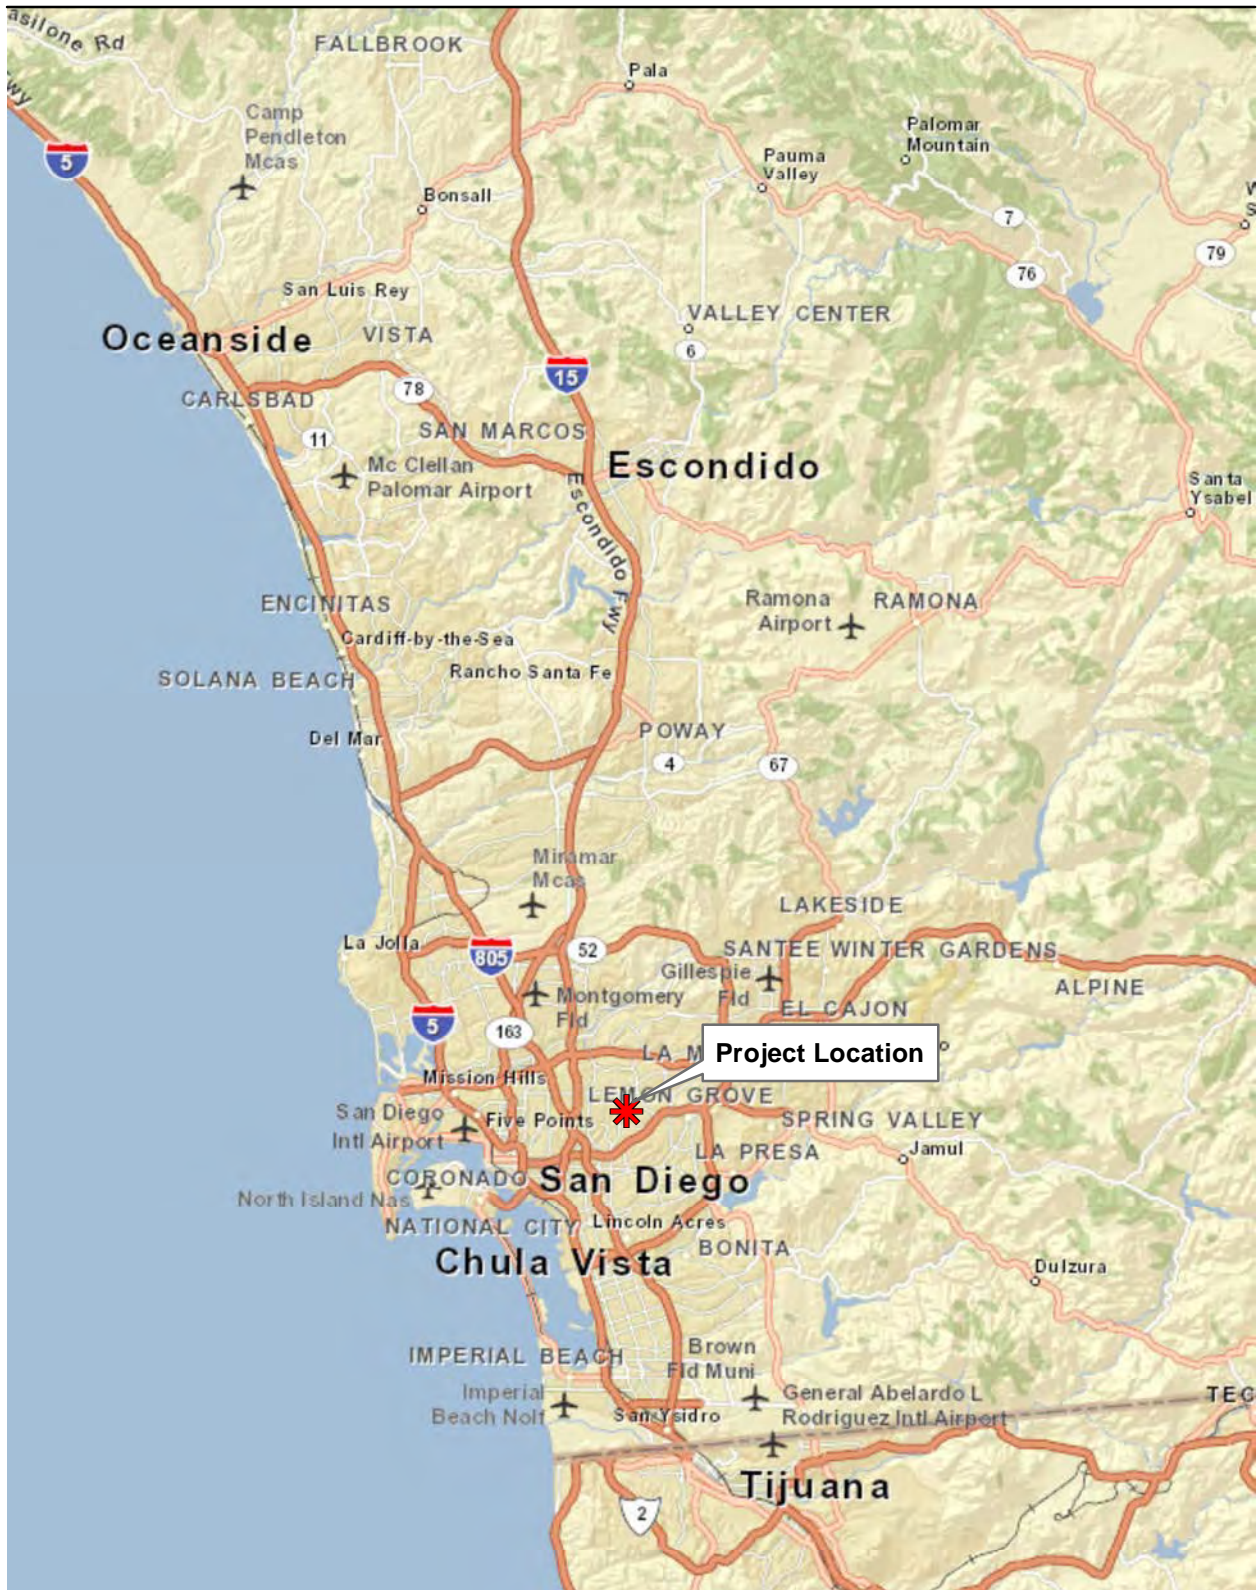 asilone Rd
FALLBROOK
Pala
wy
5
Camp
Pendleton
Mcas
Palomar
Mountain
Pauma
Valley
Bonsall
7
79
76
San Luis Rey
Oceanside
VISTA
VALLEY CENTER
6
15
CARLSBAD
78
SAN MARCOS
11
Mc Clellan
Palomar Airport
Escondido
Santa
Ysabel
Escondido Fwy
ENCINITAS
Ramona
Airport
RAMONA
Cardiff-by-the-Sea
SOLANA BEACH
Rancho Santa Fe
Del Mar
POWAY
4
67
Miramar
Mcas
LAKESIDE
La Jolla
805
52
SANTEE
WINTER GARDENS
Gillespie
Fld
ALPINE
Montgomery
Fld
EL CAJON
5
163
LA M
Project Location
Mission Hills
LEMON GROVE
San Diego
Intl Airport
Five Points
SPRING VALLEY
LA PRESA
Jamul
CORONADO
San Diego
North Island Nas
NATIONAL CITY
Lincoln Acres
BONITA
Chula Vista
Dulzura
IMPERIAL BEACH
Brown
Fld Muni
Imperial
Beach Nolf
General Abelardo L
Rodriguez Intl Airport
TEC
San Ysidro
Tijuana
2